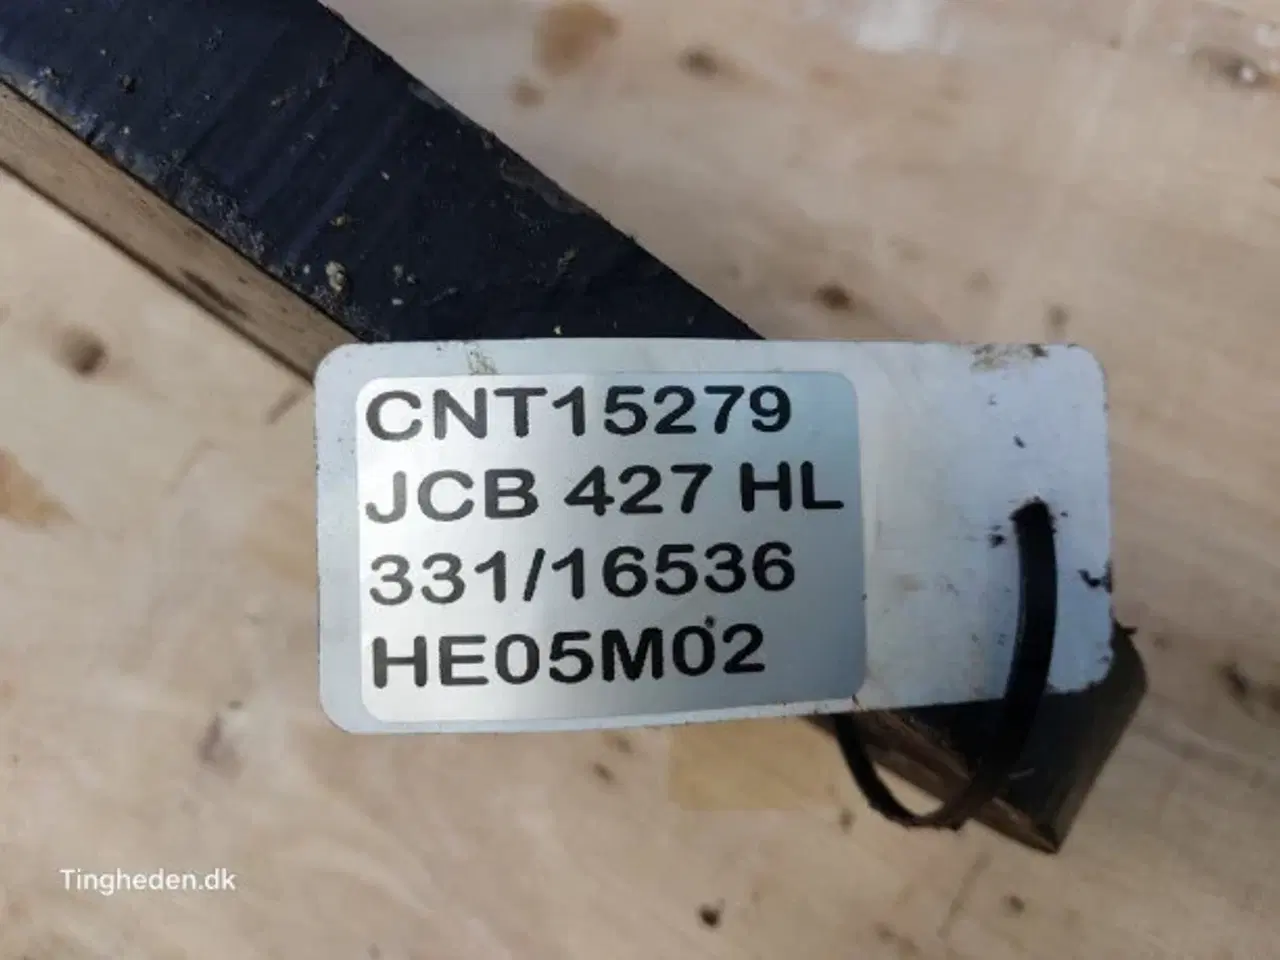 CNT15279
JCB 427 HL
331/16536
HE05M02
Tingheden.dk